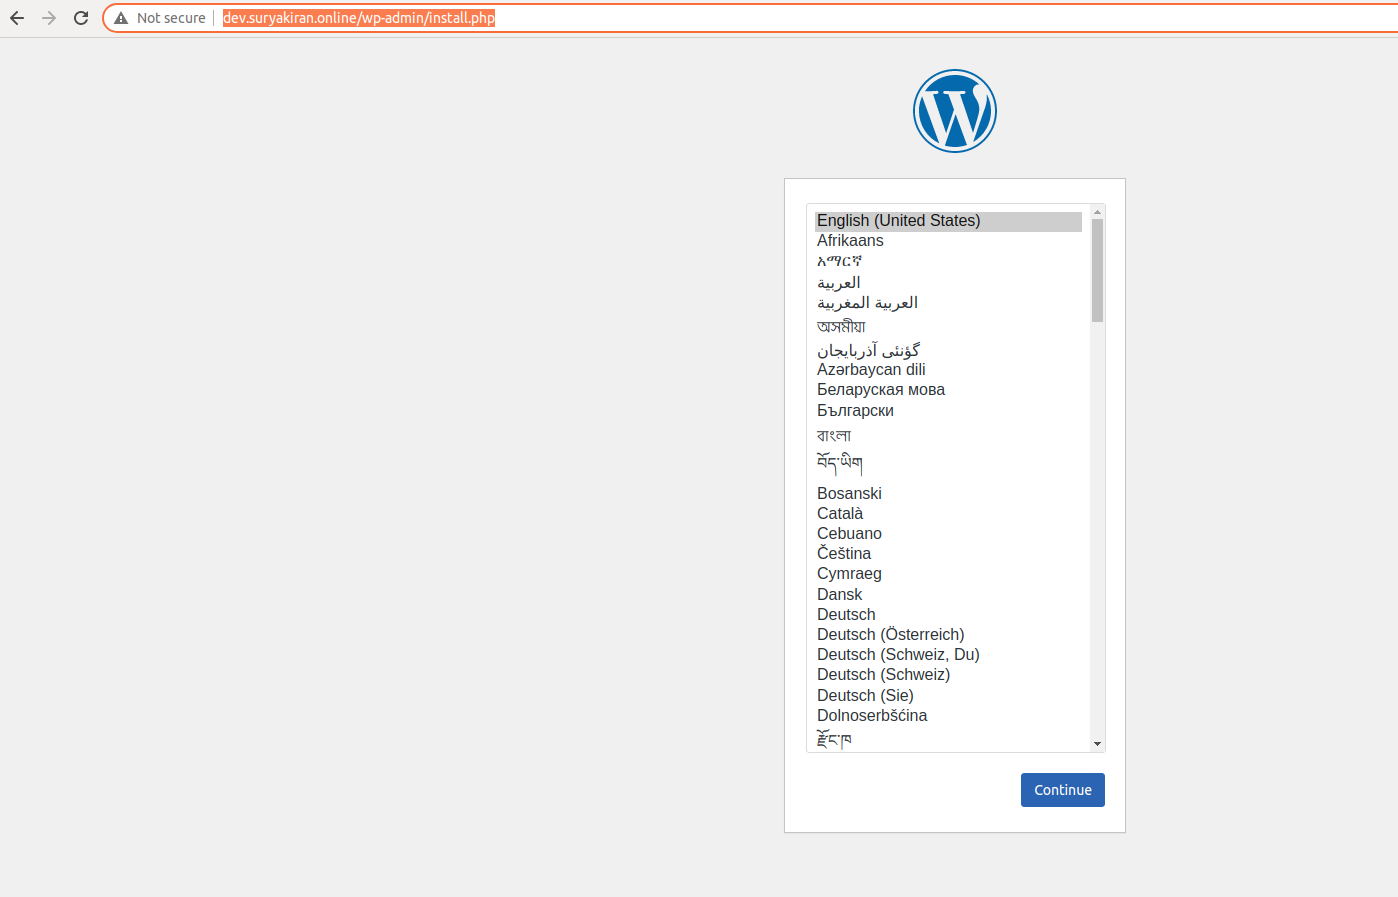 Not secure dev.suryakiran.online/wp-admin/install.php
English (United States)
Afrikaans
አማርኛ
العربية
العربية المغربية
অসমীয়া
گؤنئی آذربایجان
Azərbaycan dili
Беларуская мова
Български
বাংলা
བོད་ཡིག
Bosanski
Català
Cebuano
Čeština
Cymraeg
Dansk
Deutsch
Deutsch (Österreich)
Deutsch (Schweiz, Du)
Deutsch (Schweiz)
Deutsch (Sie)
Dolnoserbšćina
རྫོང་ཁ
Continue